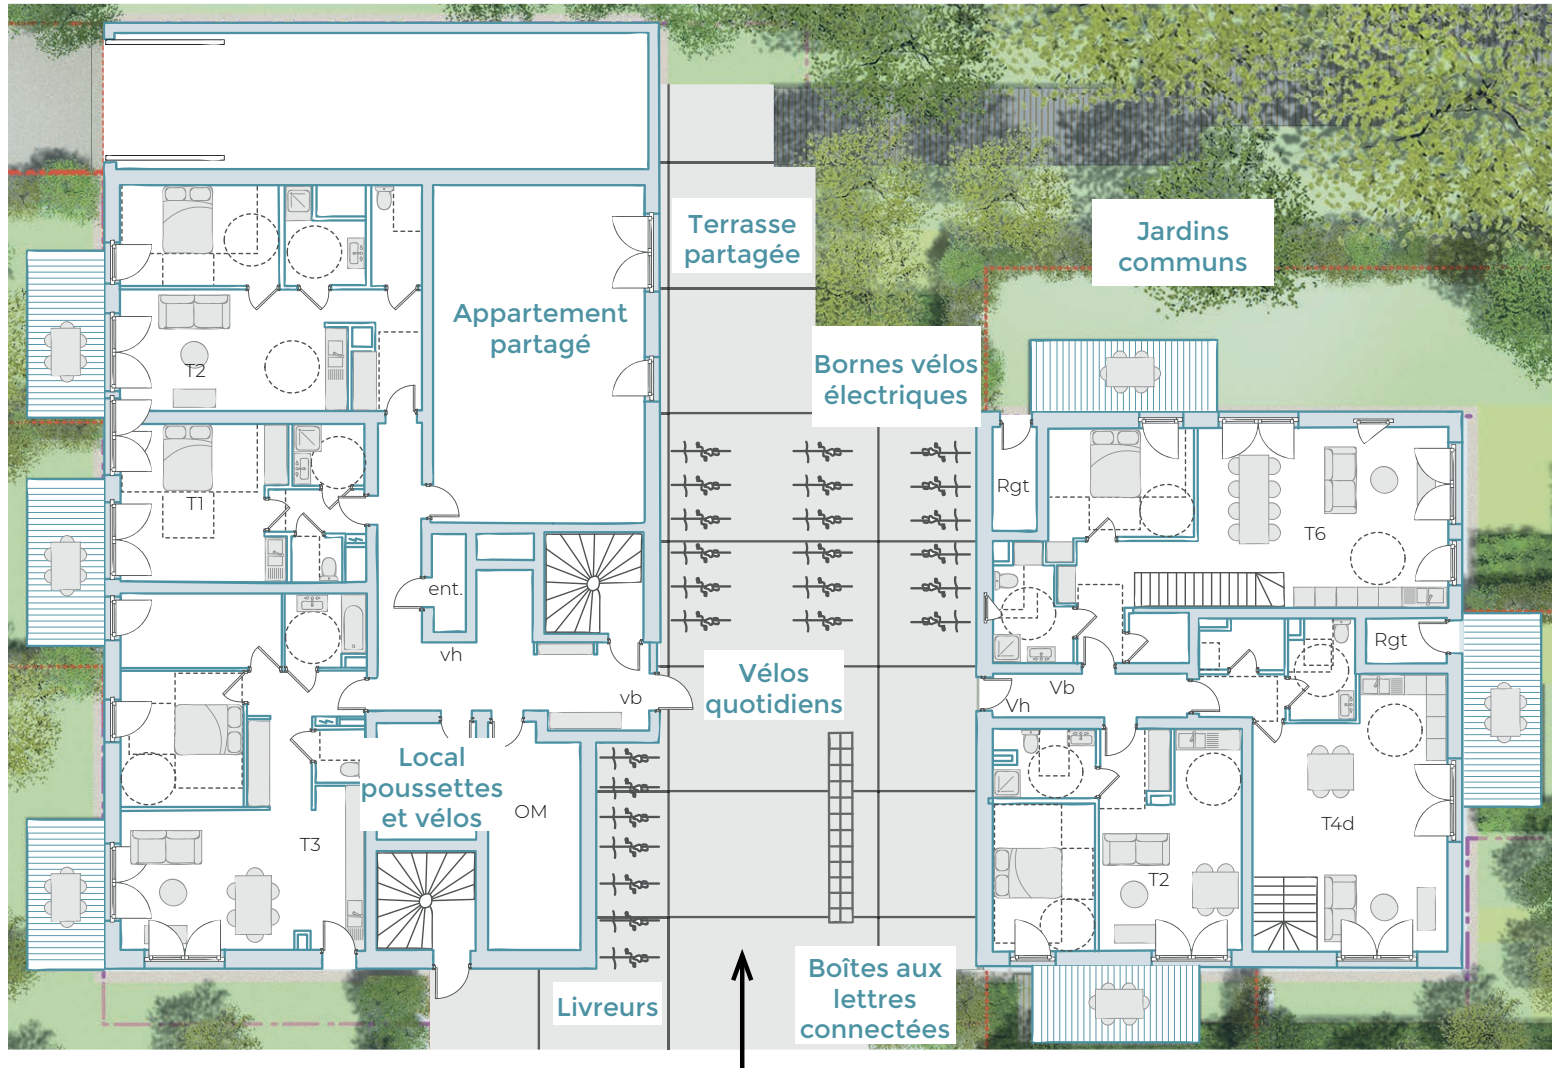 Terrasse
partagée
Jardins
communs
Appartement
partagé
Bornes vélos
électriques
T2
T1
Rgt
T6
ent.
vh
vb
Vélos
quotidiens
Vb
Vh
Rgt
Local
poussettes
et vélos
OM
T3
T4d
T2
Livreurs
Boîtes aux
lettres
connectées